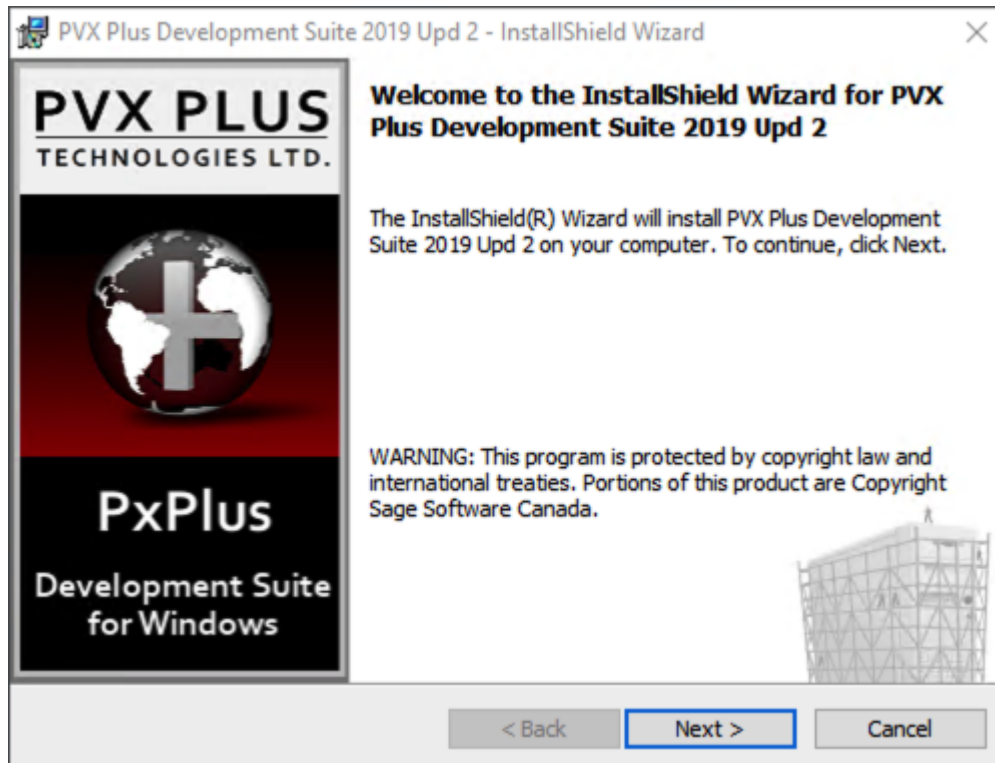 PVX Plus Development Suite 2019 Upd 2 - InstallShield Wizard
PVX PLUS
TECHNOLOGIES LTD.
PxPlus
Development Suite
for Windows
Welcome to the InstallShield Wizard for PVX
Plus Development Suite 2019 Upd 2
The InstallShield(R) Wizard will install PVX Plus Development
Suite 2019 Upd 2 on your computer. To continue, click Next.
WARNING: This program is protected by copyright law and
international treaties. Portions of this product are Copyright
Sage Software Canada.
< Back
Next >
Cancel